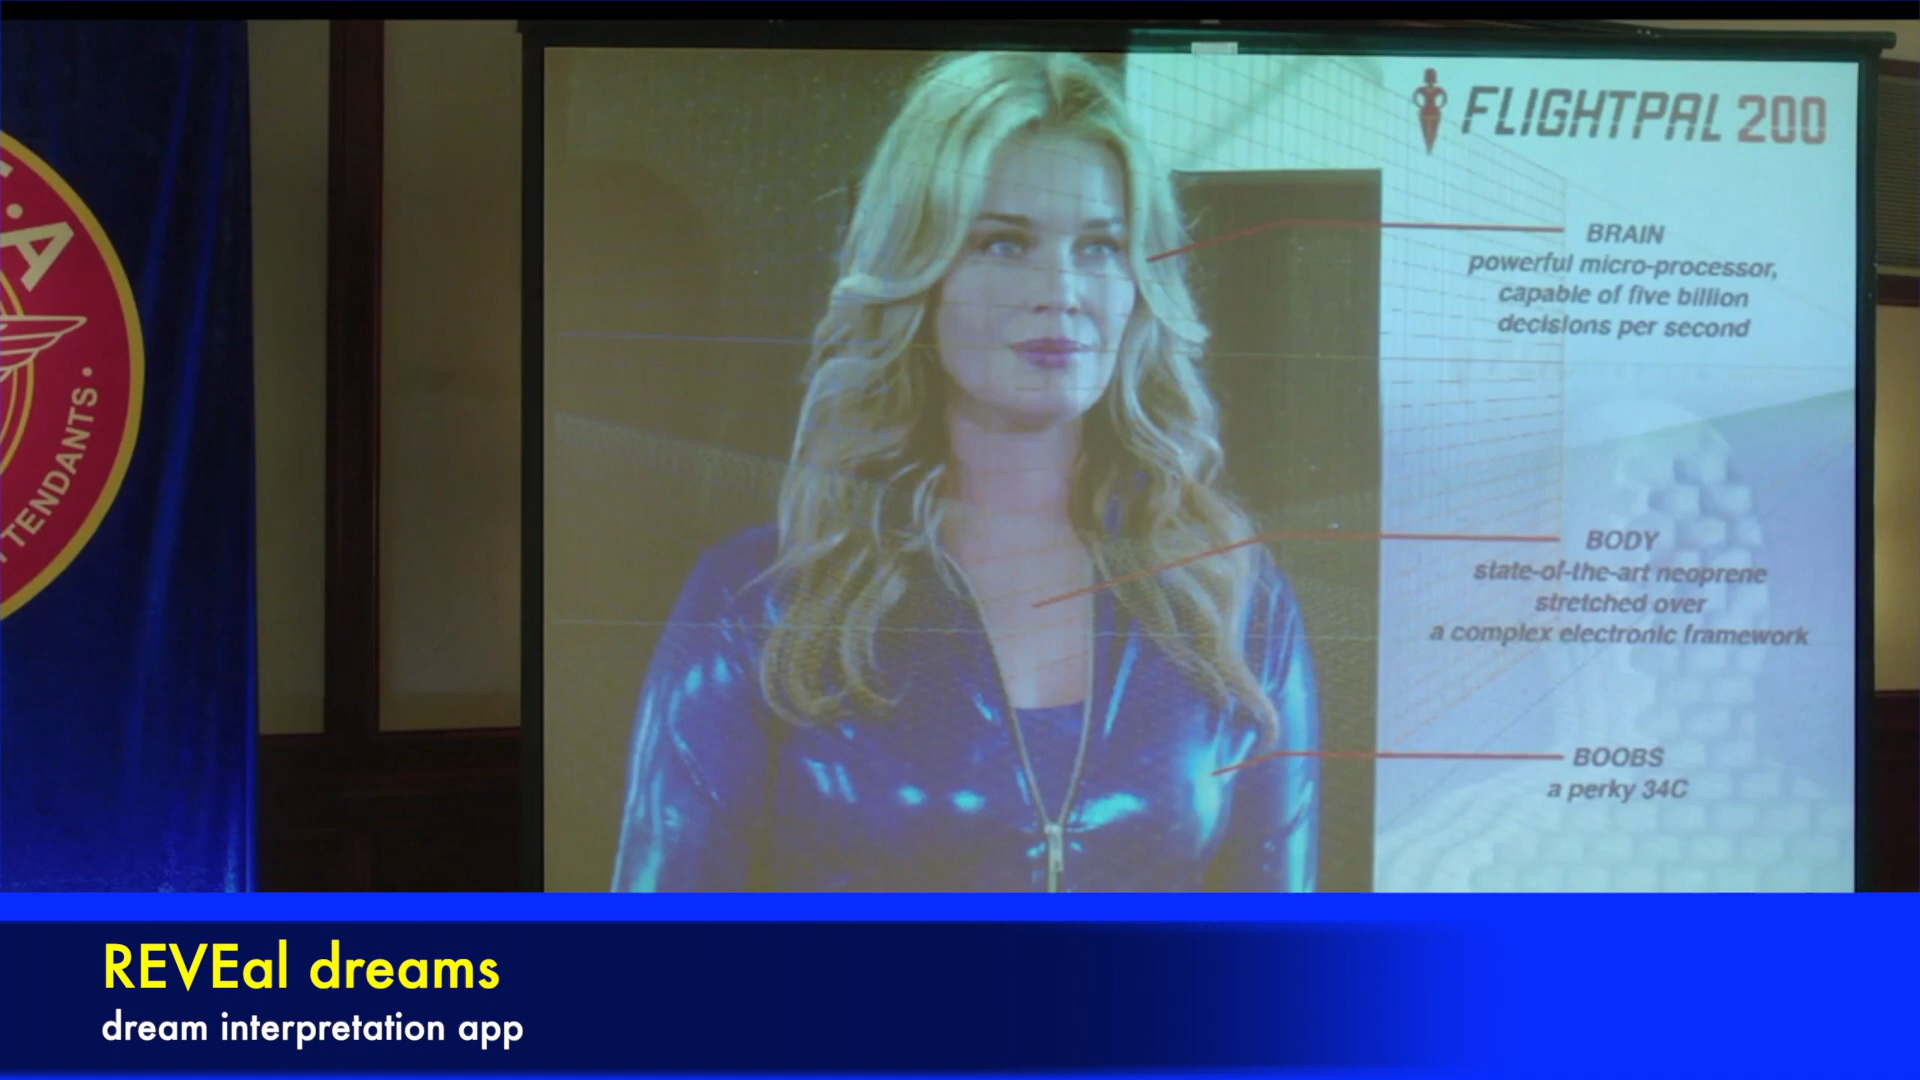 A
TENDANTS •
FLIGHTPAL 200
BRAIN
powerful micro-processor,
capable of five billion
decisions per second
BODY
state-of-the-art neoprene
stretched over
a complex electronic framework
BOOBS
a perky 34C
REVEal dreams
dream interpretation app